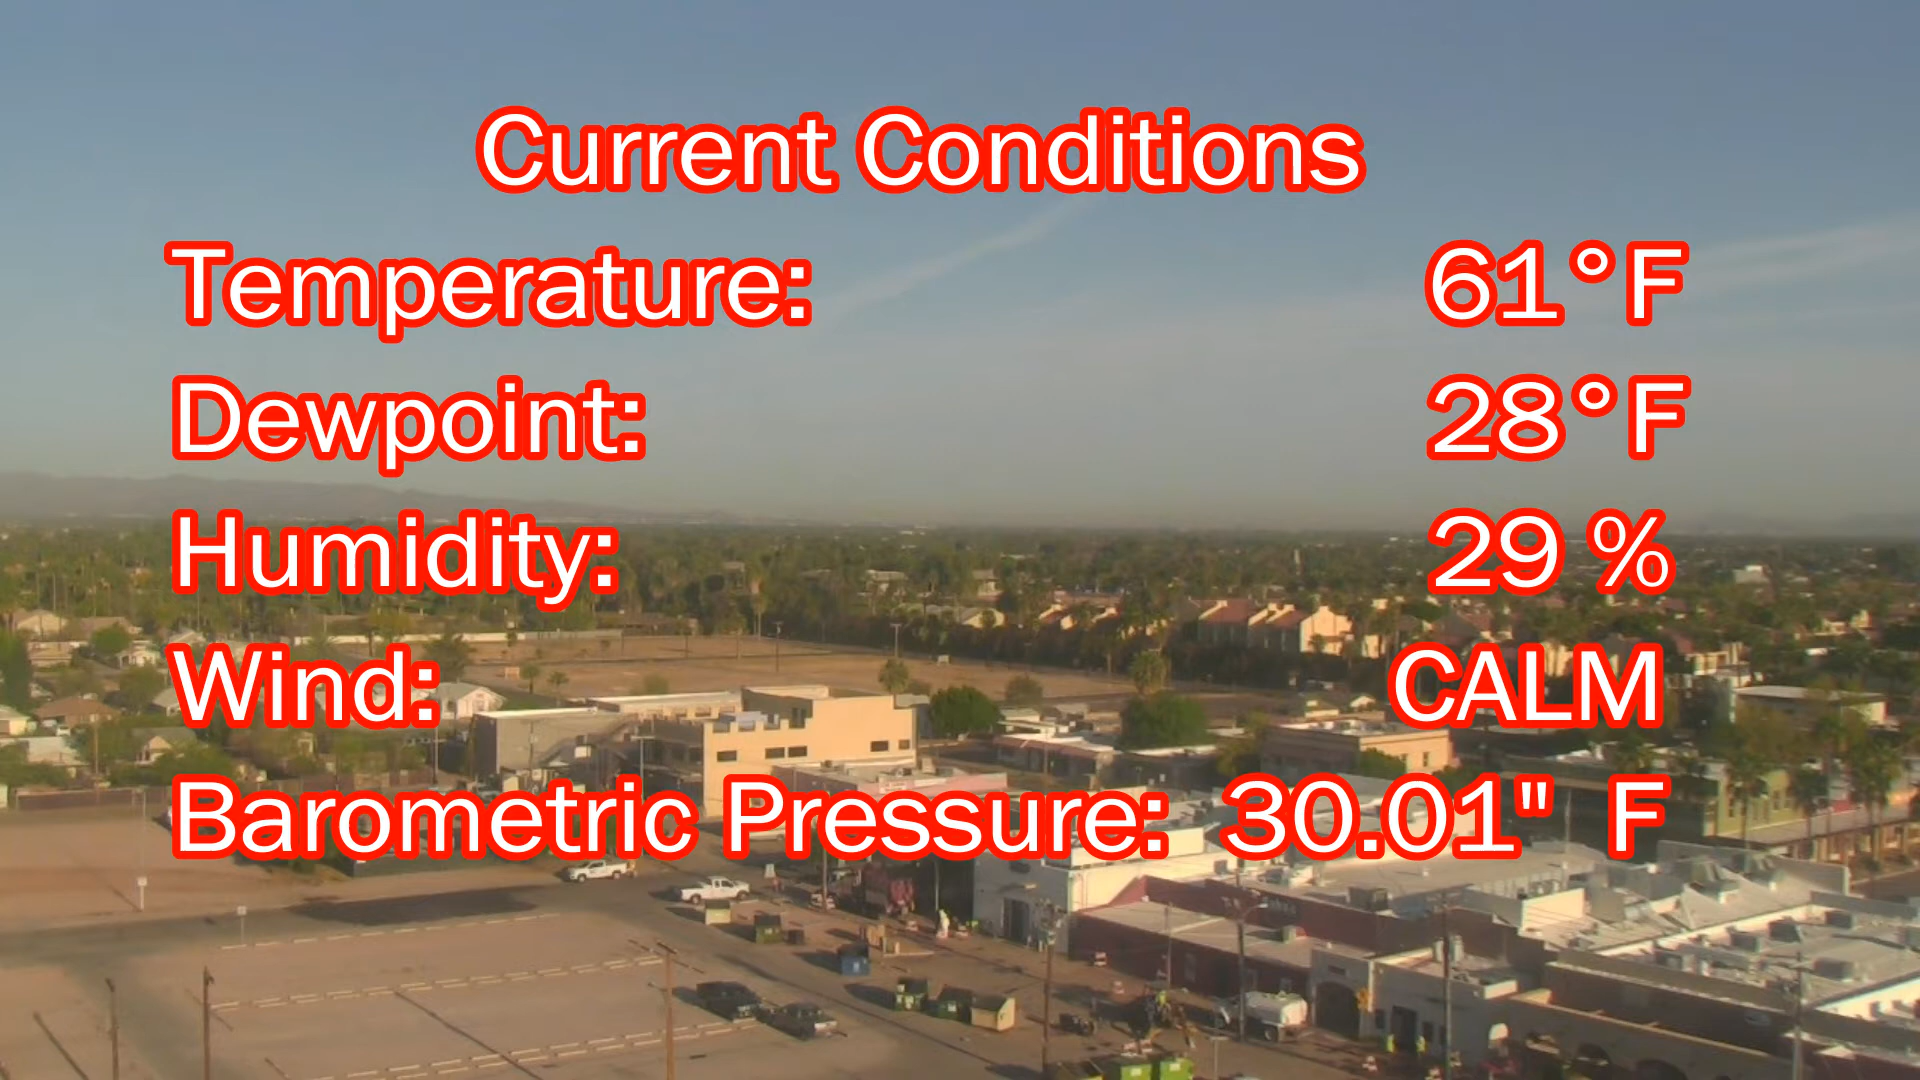 Current Conditions
Temperature: 61°F
Dewpoint: 28°F
Humidity: 29 %
Wind: CALM
Barometric Pressure: 30.01" F